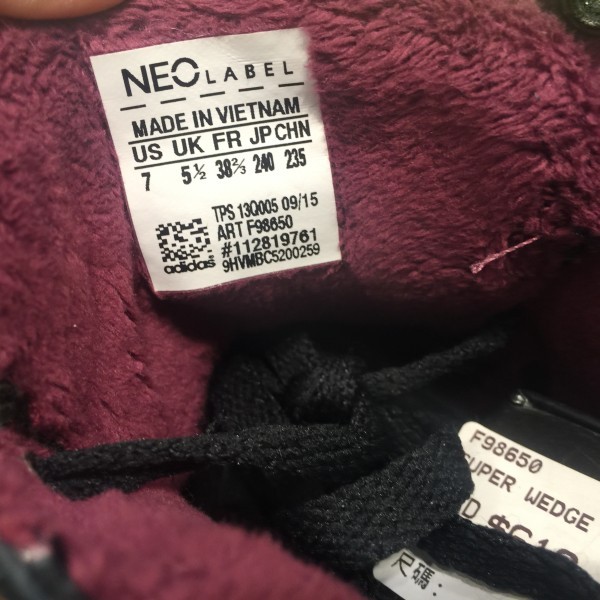 NEO LABEL
MADE IN VIETNAM
US UK FR JP CHN
7 5½ 38⅔ 240 235
TPS 13Q005 09/15
ART F98650
#112819761
adidas 9HVMBC5200259
F98650
SUPER WEDGE
尺碼: